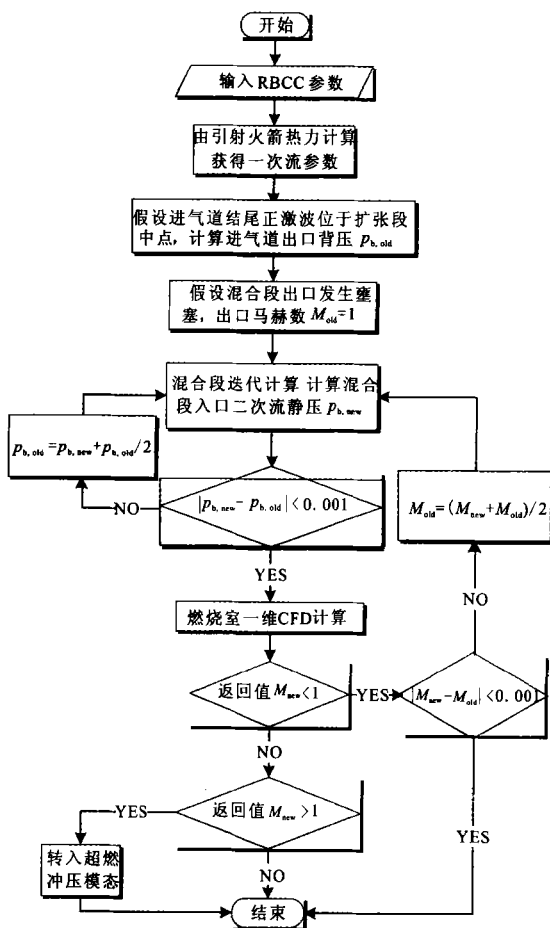 开始
输入RBCC参数
由引射火箭热力计算
获得一次流参数
假设进气道结尾正激波位于扩张段
中点，计算进气道出口背压 p_b,old
假设混合段出口发生壅
塞，出口马赫数 M_old=1
混合段迭代计算 计算混合
段入口二次流静压 p_b,new
p_b,old=p_b,new+p_b,old/2
NO
|p_b,new-p_b,old|<0.001
M_old=(M_new+M_old)/2
YES
NO
燃烧室一维CFD计算
返回值 M_new<1
YES
|M_new-M_old|<0.001
NO
YES
返回值 M_new>1
YES
转入超燃
冲压模态
NO
结束